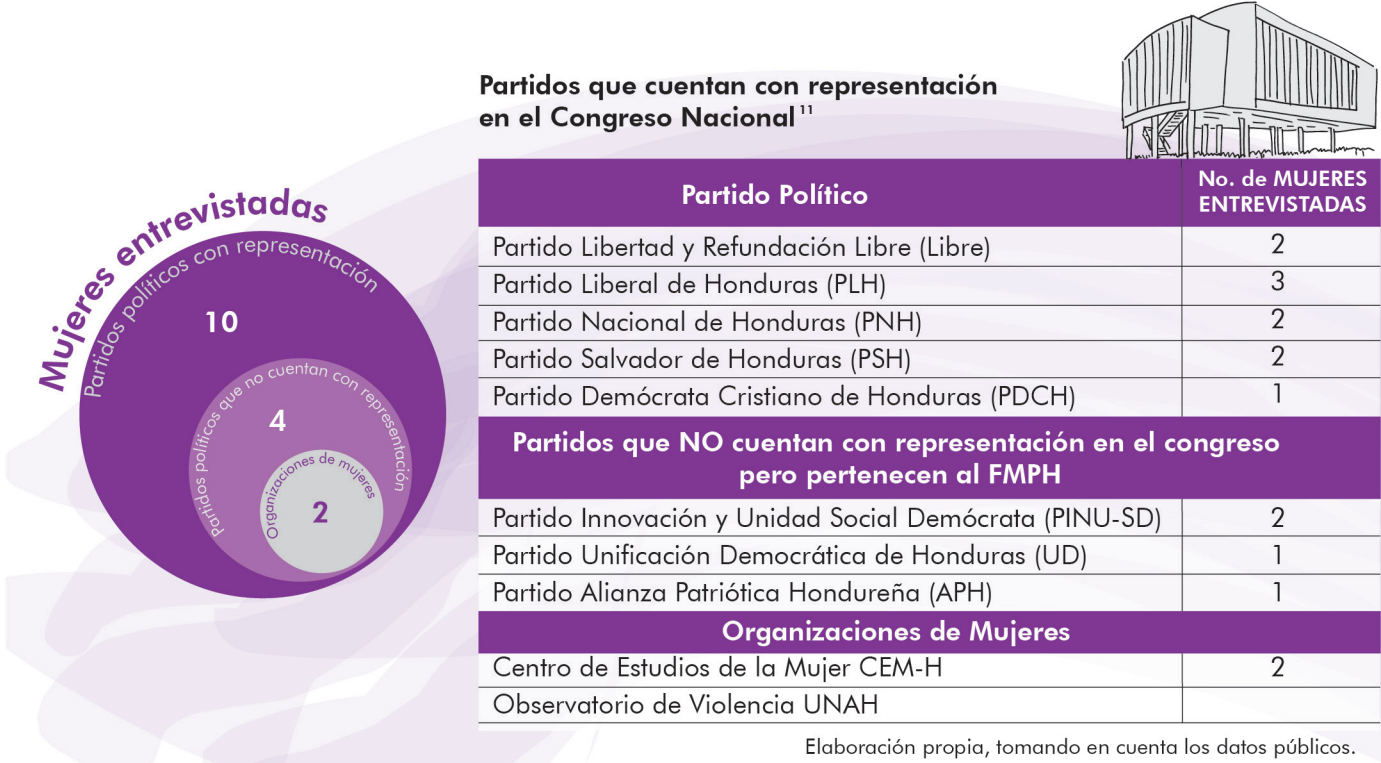 Mujeres entrevistadas
Partidos políticos con representación
10
Partidos políticos que no cuentan con representación
4
Organizaciones de mujeres
2
Partidos que cuentan con representación
en el Congreso Nacional 11
Partido Político No. de MUJERES
ENTREVISTADAS
Partido Libertad y Refundación Libre (Libre) 2
Partido Liberal de Honduras (PLH) 3
Partido Nacional de Honduras (PNH) 2
Partido Salvador de Honduras (PSH) 2
Partido Demócrata Cristiano de Honduras (PDCH) 1
Partidos que NO cuentan con representación en el congreso
pero pertenecen al FMPH
Partido Innovación y Unidad Social Demócrata (PINU-SD) 2
Partido Unificación Democrática de Honduras (UD) 1
Partido Alianza Patriótica Hondureña (APH) 1
Organizaciones de Mujeres
Centro de Estudios de la Mujer CEM-H 2
Observatorio de Violencia UNAH
Elaboración propia, tomando en cuenta los datos públicos.